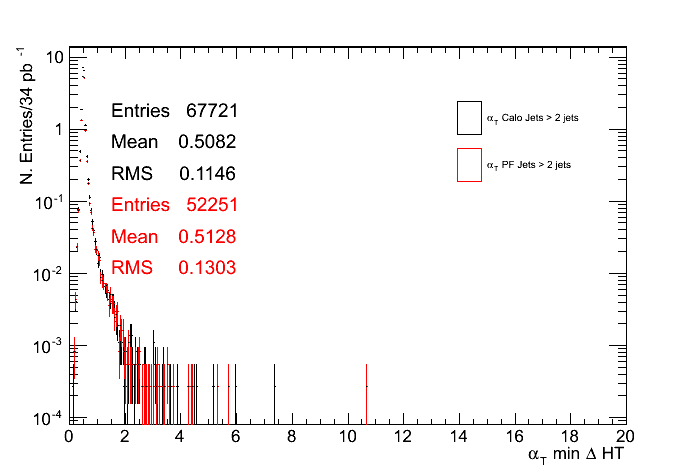 N. Entries/34 pb⁻¹
10
1
10⁻¹
10⁻²
10⁻³
10⁻⁴
Entries 67721
Mean 0.5082
RMS 0.1146
Entries 52251
Mean 0.5128
RMS 0.1303
α_T Calo Jets > 2 jets
α_T PF Jets > 2 jets
0 2 4 6 8 10 12 14 16 18 20
α_T min Δ HT